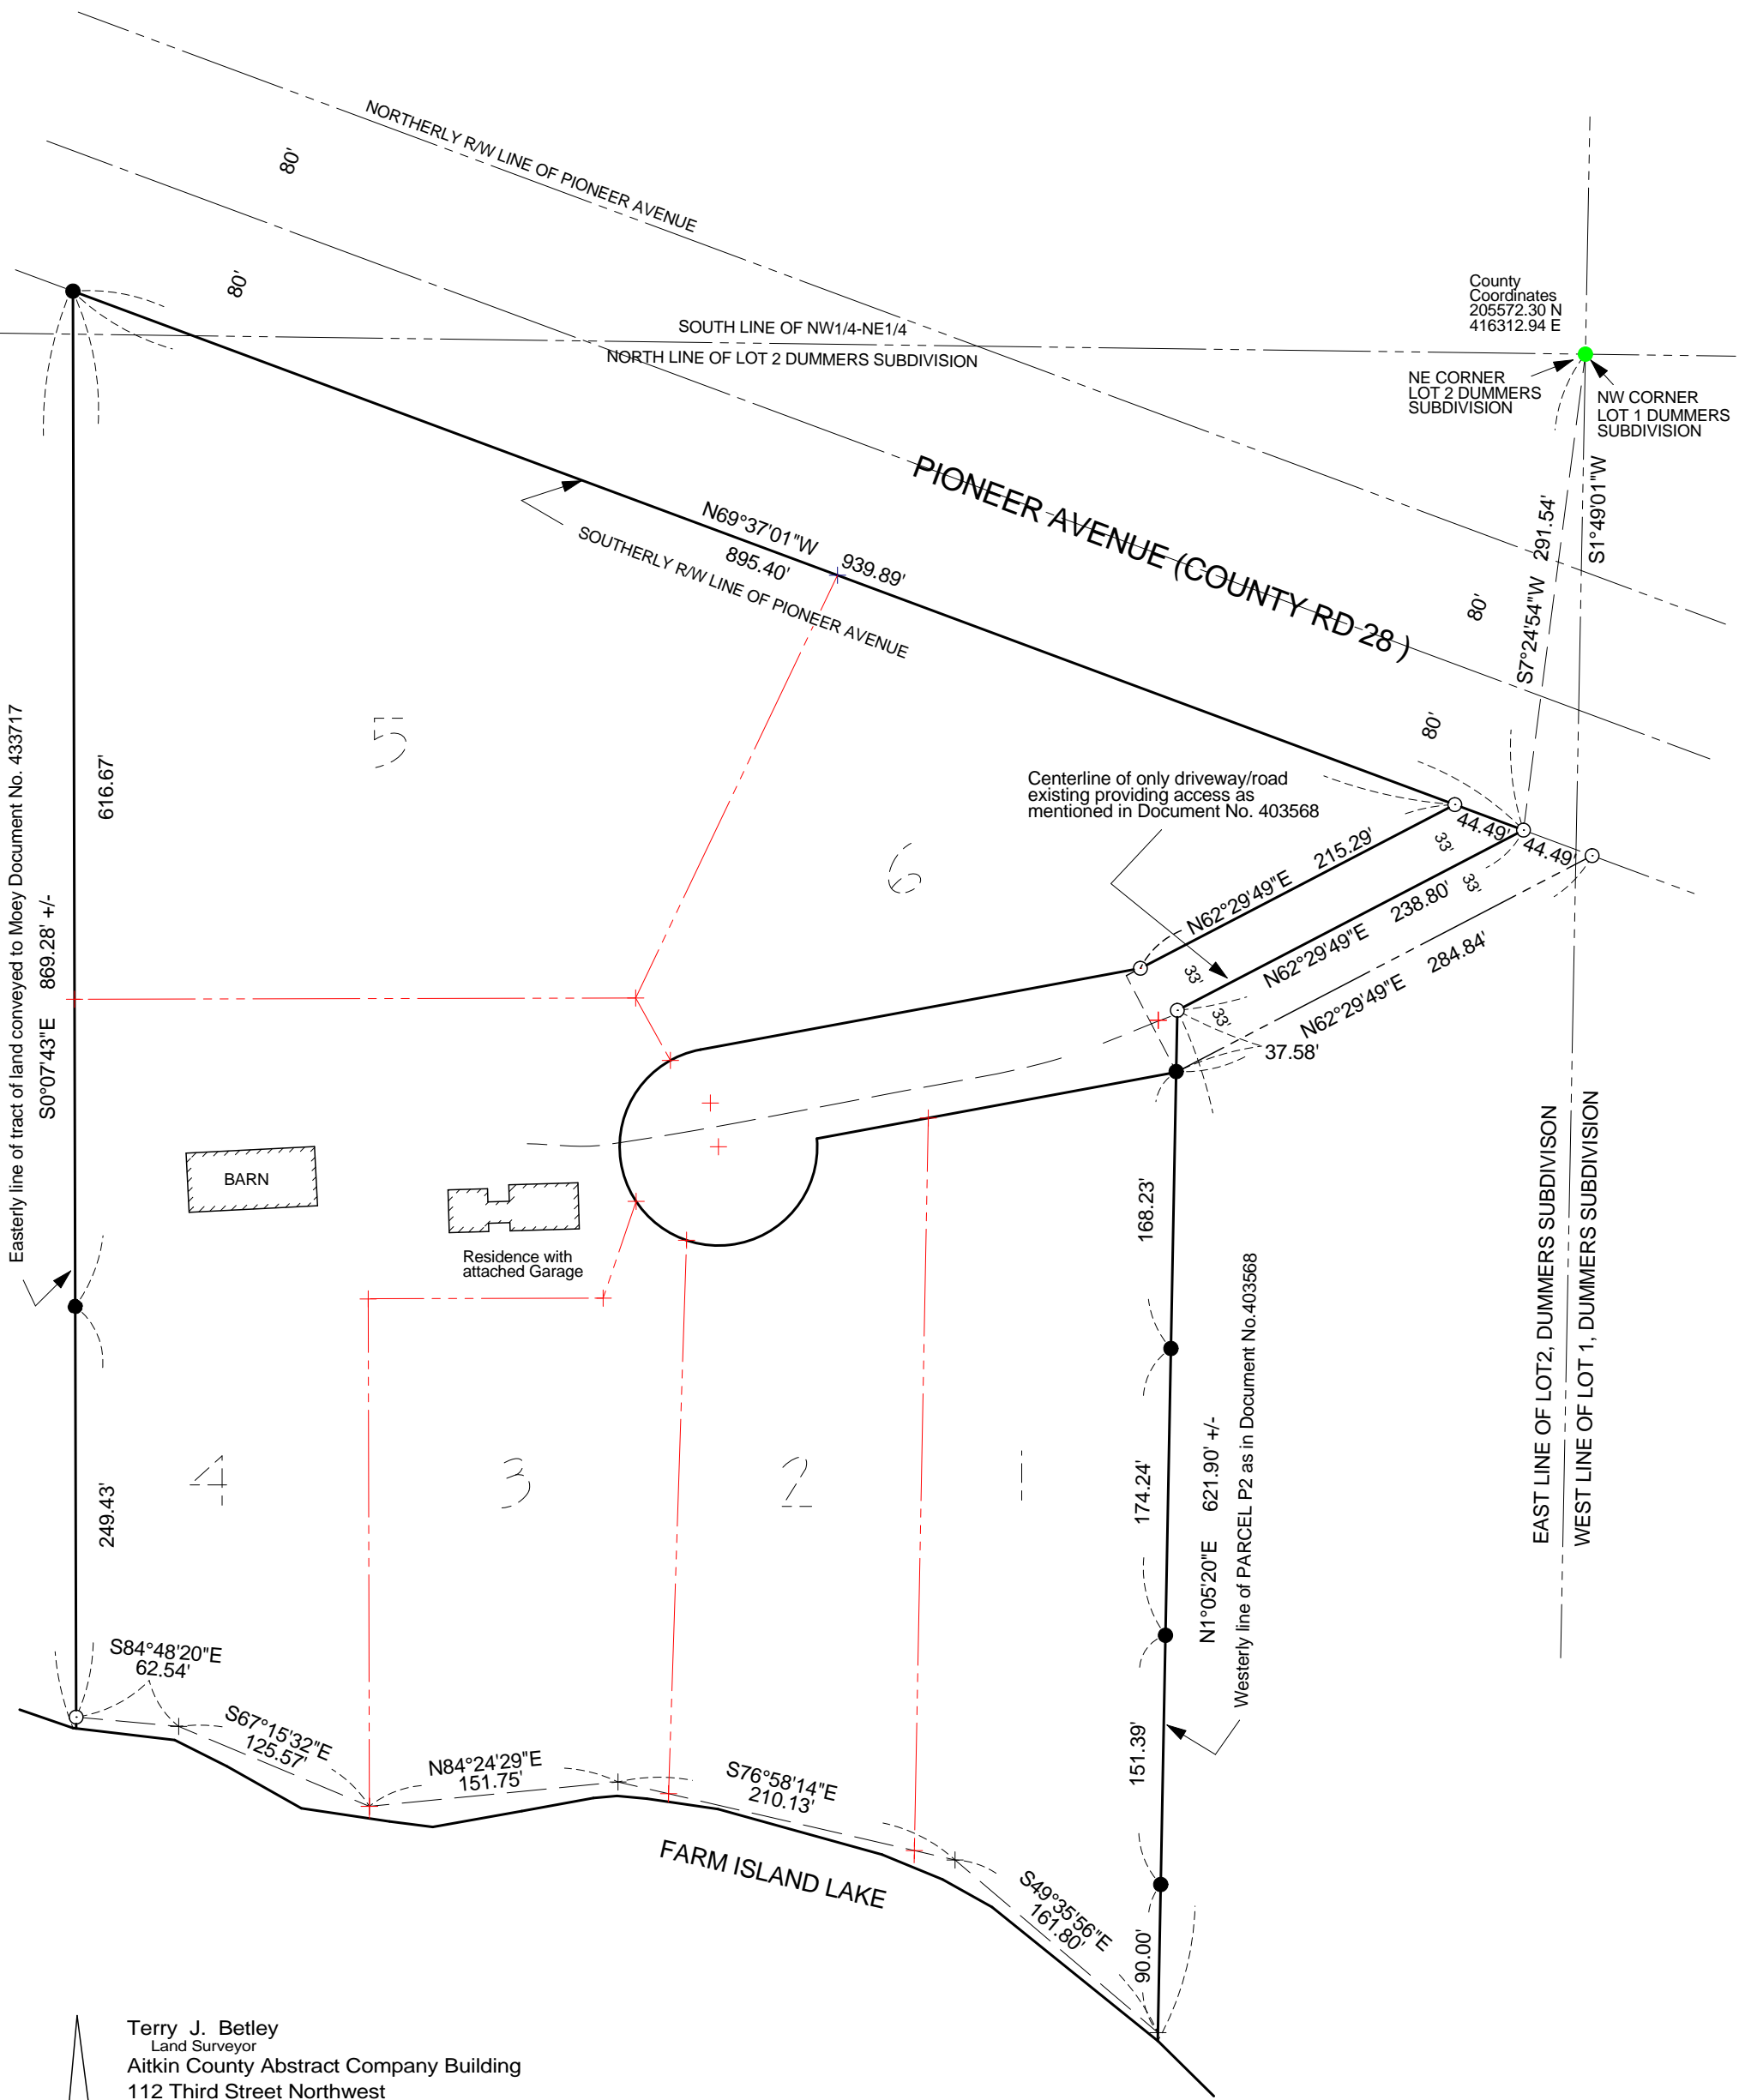 NORTHERLY R/W LINE OF PIONEER AVENUE
80'
80'
County
Coordinates
205572.30 N
416312.94 E
SOUTH LINE OF NW1/4-NE1/4
NORTH LINE OF LOT 2 DUMMERS SUBDIVISION
NE CORNER
LOT 2 DUMMERS
SUBDIVISION
NW CORNER
LOT 1 DUMMERS
SUBDIVISION
PIONEER AVENUE (COUNTY RD 28 )
S7°24'54"W 291.54'
S1°49'01"W
N69°37'01"W 939.89'
895.40'
SOUTHERLY R/W LINE OF PIONEER AVENUE
80'
80'
Easterly line of tract of land conveyed to Moey Document No. 433717
S0°07'43"E 869.28' +/-
616.67'
5
6
Centerline of only driveway/road
existing providing access as
mentioned in Document No. 403568
44.49'
44.49'
N62°29'49"E 215.29'
33'
N62°29'49"E 238.80'
33'
N62°29'49"E 284.84'
33'
33'
37.58'
BARN
Residence with
attached Garage
168.23'
EAST LINE OF LOT2, DUMMERS SUBDIVISON
WEST LINE OF LOT 1, DUMMERS SUBDIVISION
249.43'
4
3
2
1
174.24'
N1°05'20"E 621.90' +/-
Westerly line of PARCEL P2 as in Document No.403568
S84°48'20"E
62.54'
S67°15'32"E
125.57'
N84°24'29"E
151.75'
S76°58'14"E
210.13'
151.39'
FARM ISLAND LAKE
S49°35'56"E
161.80'
90.00'
Terry J. Betley
Land Surveyor
Aitkin County Abstract Company Building
112 Third Street Northwest